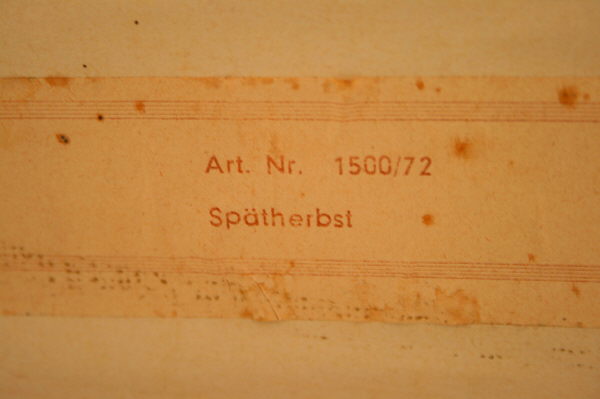 Art. Nr. 1500/72
Spätherbst